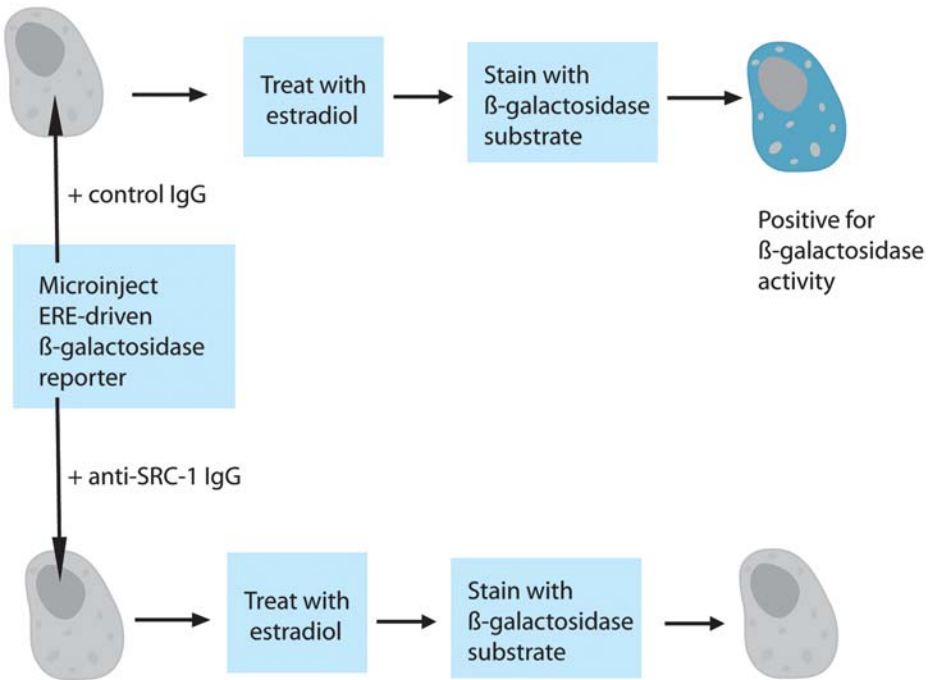 Treat with
estradiol
Stain with
ß-galactosidase
substrate
+ control IgG
Positive for
ß-galactosidase
activity
Microinject
ERE-driven
ß-galactosidase
reporter
+ anti-SRC-1 IgG
Treat with
estradiol
Stain with
ß-galactosidase
substrate